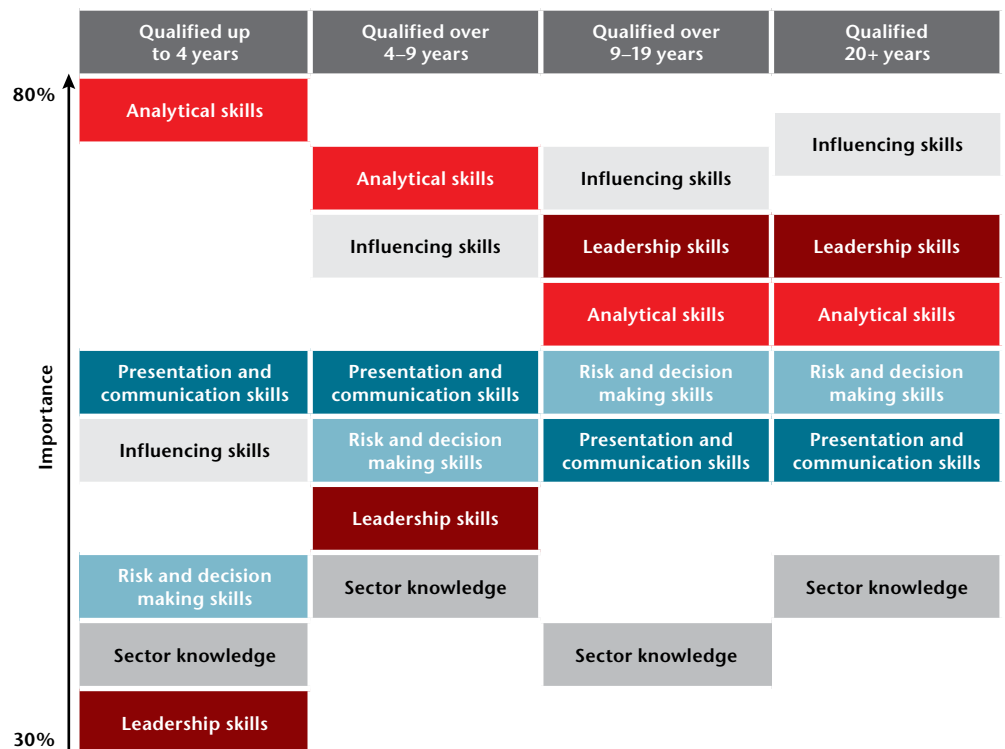 Qualified up
to 4 years
Qualified over
4–9 years
Qualified over
9–19 years
Qualified
20+ years
80%
Analytical skills
Influencing skills
Analytical skills
Influencing skills
Influencing skills
Leadership skills
Leadership skills
Analytical skills
Analytical skills
Importance
Presentation and
communication skills
Presentation and
communication skills
Risk and decision
making skills
Risk and decision
making skills
Influencing skills
Risk and decision
making skills
Presentation and
communication skills
Presentation and
communication skills
Leadership skills
Risk and decision
making skills
Sector knowledge
Sector knowledge
Sector knowledge
Sector knowledge
Leadership skills
30%